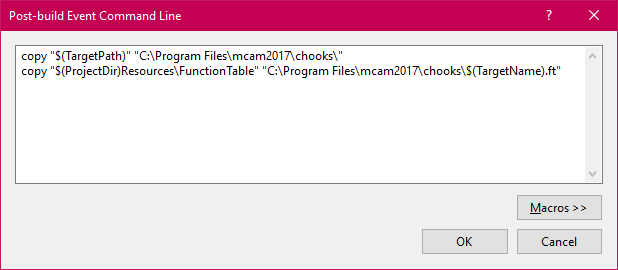 Post-build Event Command Line
? ×
copy "$(TargetPath)" "C:\Program Files\mcam2017\chooks\"
copy "$(ProjectDir)Resources\FunctionTable" "C:\Program Files\mcam2017\chooks\$(TargetName).ft"
Macros >>
OK Cancel